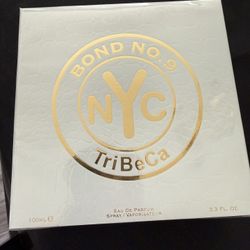 BOND NO. 9
NYC
TriBeCa
EAU DE PARFUM
SPRAY / VAPORISATEUR
100ml ℮
3.3 FL. OZ